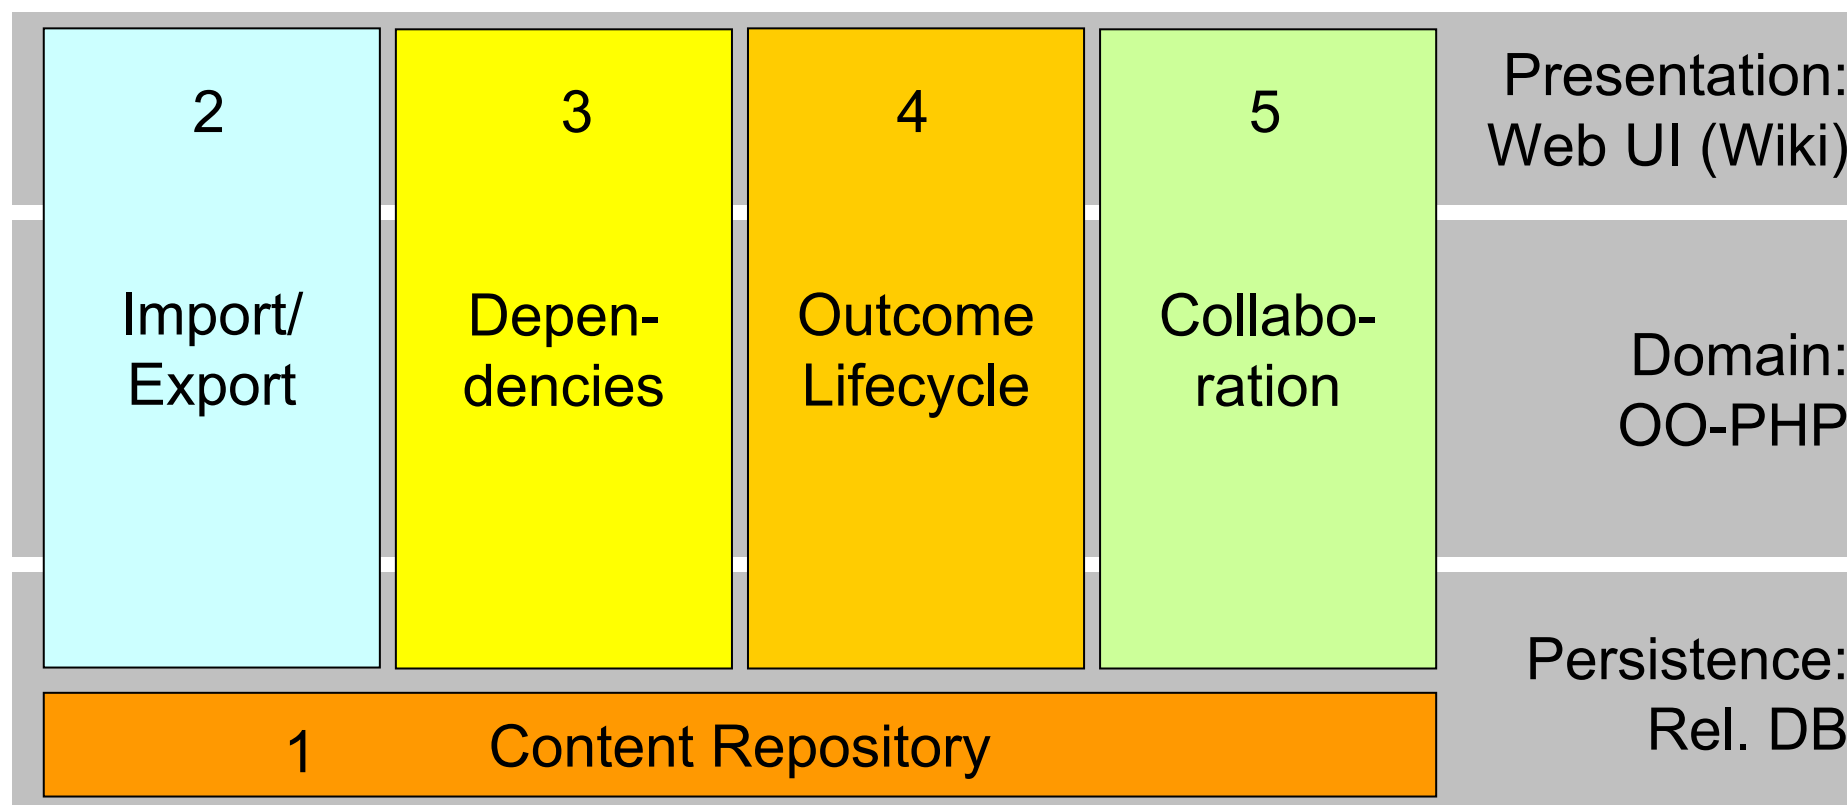 2
Import/
Export
3
Depen-
dencies
4
Outcome
Lifecycle
5
Collabo-
ration
Presentation:
Web UI (Wiki)
Domain:
OO-PHP
Persistence:
Rel. DB
1 Content Repository